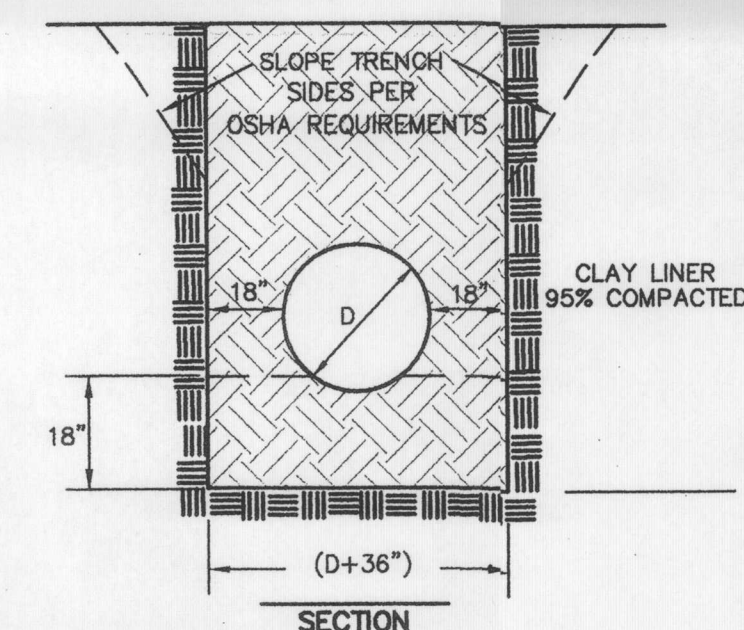 SLOPE TRENCH
SIDES PER
OSHA REQUIREMENTS
18"
D
18"
CLAY LINER
95% COMPACTED
18"
(D+36")
SECTION